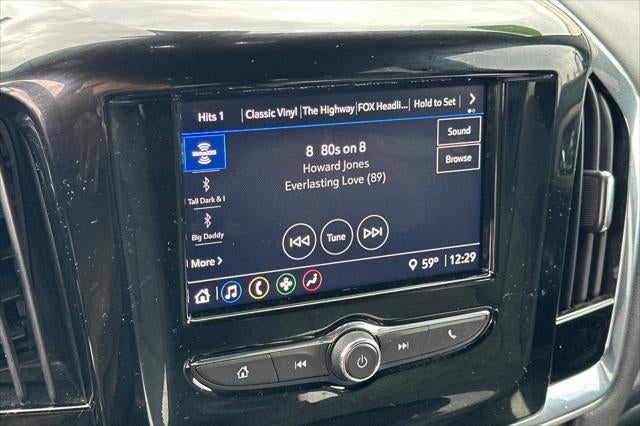 Hits 1 Classic Vinyl The Highway FOX Headli... Hold to Set
Sound
Browse
8 80s on 8
Howard Jones
Everlasting Love (89)
Tall Dark &
Big Daddy
Tune
More
59° 12:29